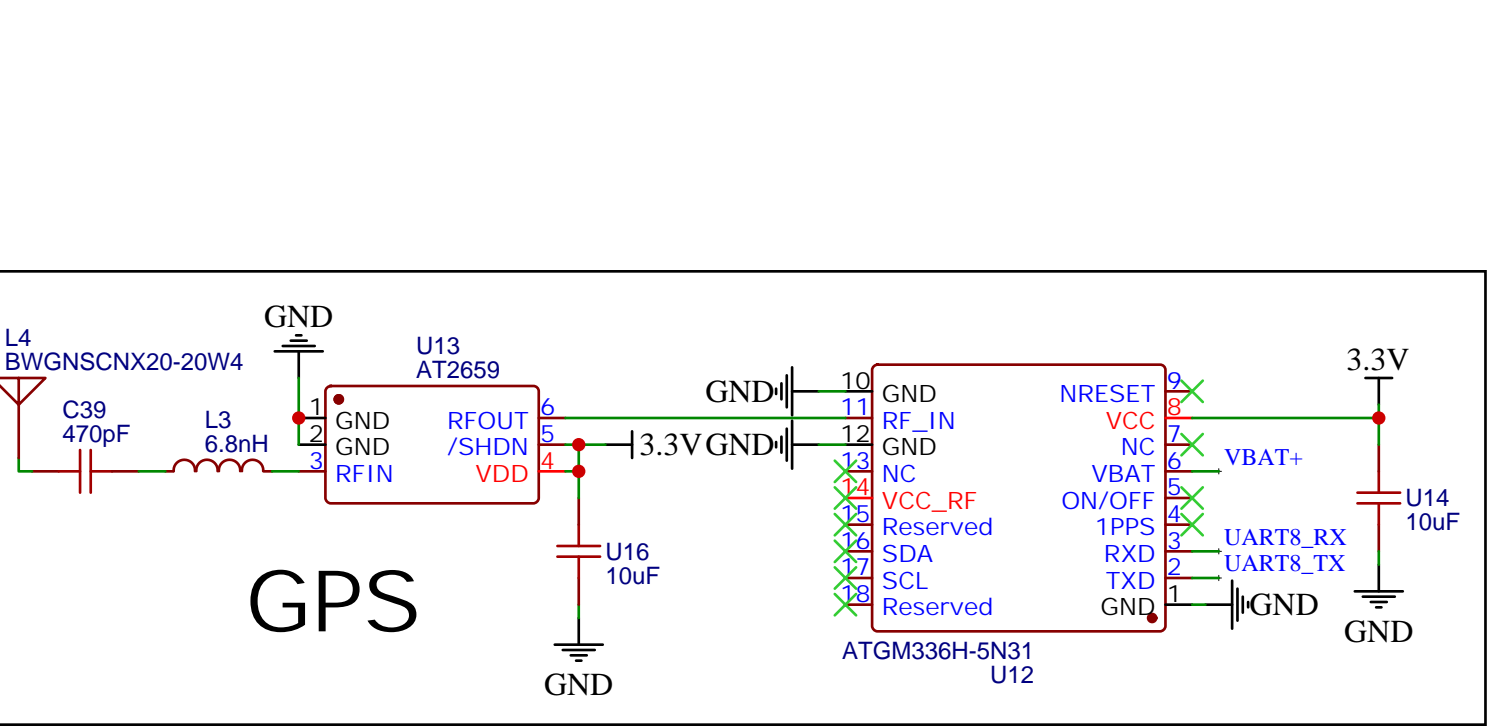 L4
BWGNSCNX20-20W4
C39
470pF
L3
6.8nH
GND
U13
AT2659
1
GND
2
GND
3
RFIN
RFOUT
6
/SHDN
5
VDD
4
3.3V
U16
10uF
GND
GPS
GND
GND
10
GND
11
RF_IN
12
GND
13
NC
14
VCC_RF
15
Reserved
16
SDA
17
SCL
18
Reserved
NRESET
9
VCC
8
NC
7
VBAT
6
ON/OFF
5
1PPS
4
RXD
3
TXD
2
GND
1
VBAT+
UART8_RX
UART8_TX
GND
ATGM336H-5N31
U12
3.3V
U14
10uF
GND